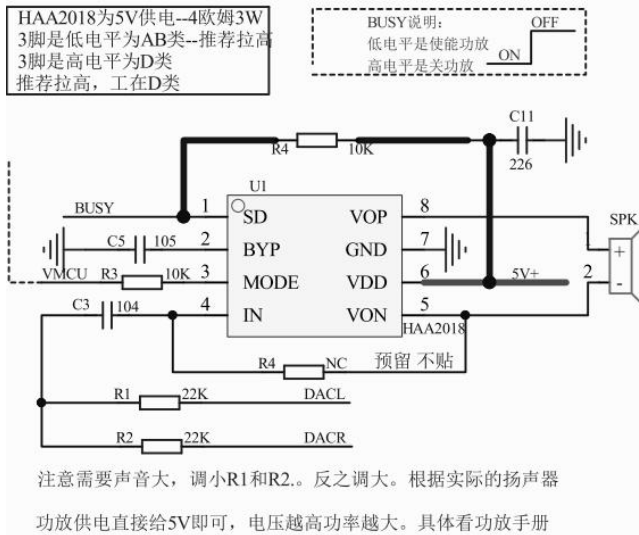 HAA2018为5V供电--4欧姆3W
3脚是低电平为AB类--推荐拉高
3脚是高电平为D类
推荐拉高，工在D类
BUSY说明：
OFF
低电平是使能功放
高电平是关功放
ON
C11
R4
10K
226
U1
BUSY
1
SD
VOP
8
SPK
C5
105
2
BYP
GND
7
+
VMCU
R3
10K
3
MODE
VDD
6
5V+
2
-
C3
104
4
IN
VON
5
HAA2018
R4
NC
预留 不贴
R1
22K
DACL
R2
22K
DACR
注意需要声音大，调小R1和R2.。反之调大。根据实际的扬声器
功放供电直接给5V即可，电压越高功率越大。具体看功放手册